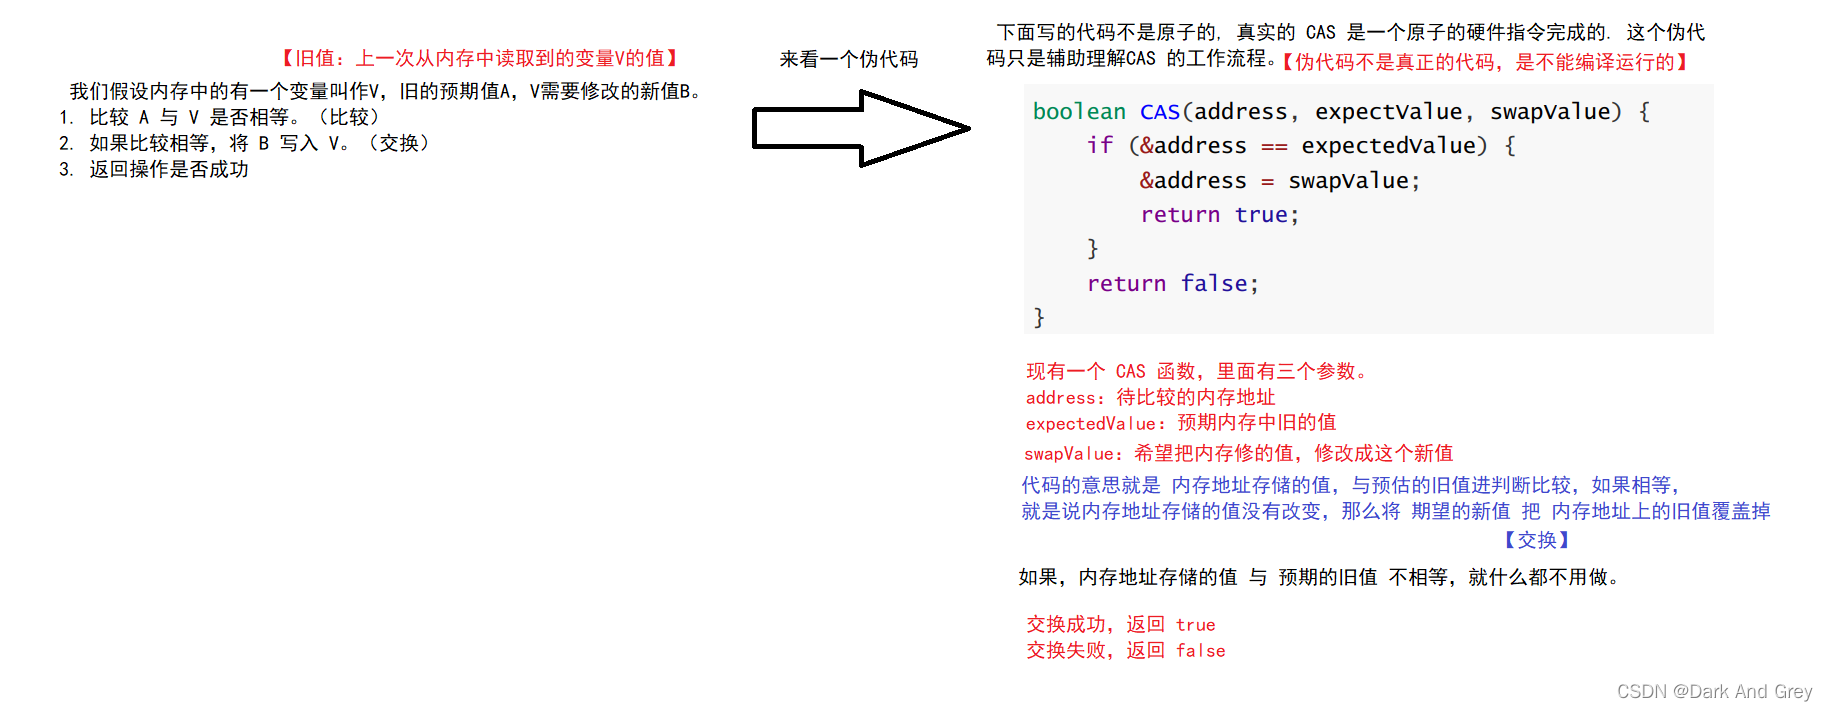 【旧值：上一次从内存中读取到的变量V的值】
我们假设内存中的有一个变量叫作V，旧的预期值A，V需要修改的新值B。
1. 比较 A 与 V 是否相等。（比较）
2. 如果比较相等，将 B 写入 V。（交换）
3. 返回操作是否成功
来看一个伪代码
下面写的代码不是原子的, 真实的 CAS 是一个原子的硬件指令完成的. 这个伪代
码只是辅助理解CAS 的工作流程。【伪代码不是真正的代码，是不能编译运行的】
boolean CAS(address, expectValue, swapValue) {
if (&address == expectedValue) {
&address = swapValue;
return true;
}
return false;
}
现有一个 CAS 函数，里面有三个参数。
address：待比较的内存地址
expectedValue：预期内存中旧的值
swapValue：希望把内存修的值，修改成这个新值
代码的意思就是 内存地址存储的值，与预估的旧值进判断比较，如果相等，
就是说内存地址存储的值没有改变，那么将 期望的新值 把 内存地址上的旧值覆盖掉
【交换】
如果，内存地址存储的值 与 预期的旧值 不相等，就什么都不用做。
交换成功，返回 true
交换失败，返回 false
CSDN @Dark And Grey